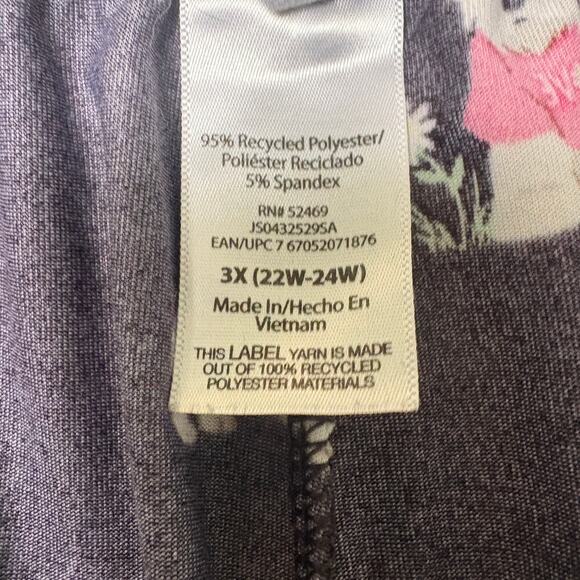 95% Recycled Polyester/
Poliéster Reciclado
5% Spandex
RN# 52469
JS0432529SA
EAN/UPC 7 67052071876
3X (22W-24W)
Made In/Hecho En
Vietnam
THIS LABEL YARN IS MADE
OUT OF 100% RECYCLED
POLYESTER MATERIALS